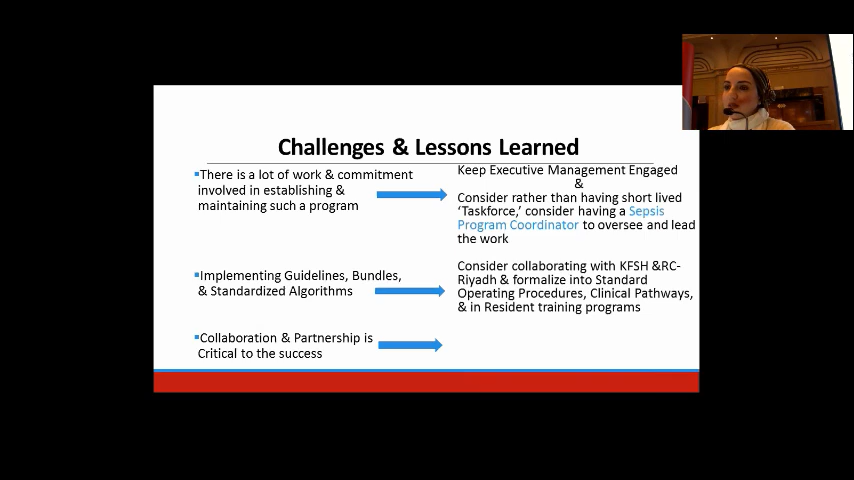 Challenges & Lessons Learned
▪There is a lot of work & commitment
involved in establishing &
maintaining such a program
Keep Executive Management Engaged
&
Consider rather than having short lived
‘Taskforce,’ consider having a Sepsis
Program Coordinator to oversee and lead
the work
▪Implementing Guidelines, Bundles,
& Standardized Algorithms
Consider collaborating with KFSH &RC-
Riyadh & formalize into Standard
Operating Procedures, Clinical Pathways,
& in Resident training programs
▪Collaboration & Partnership is
Critical to the success